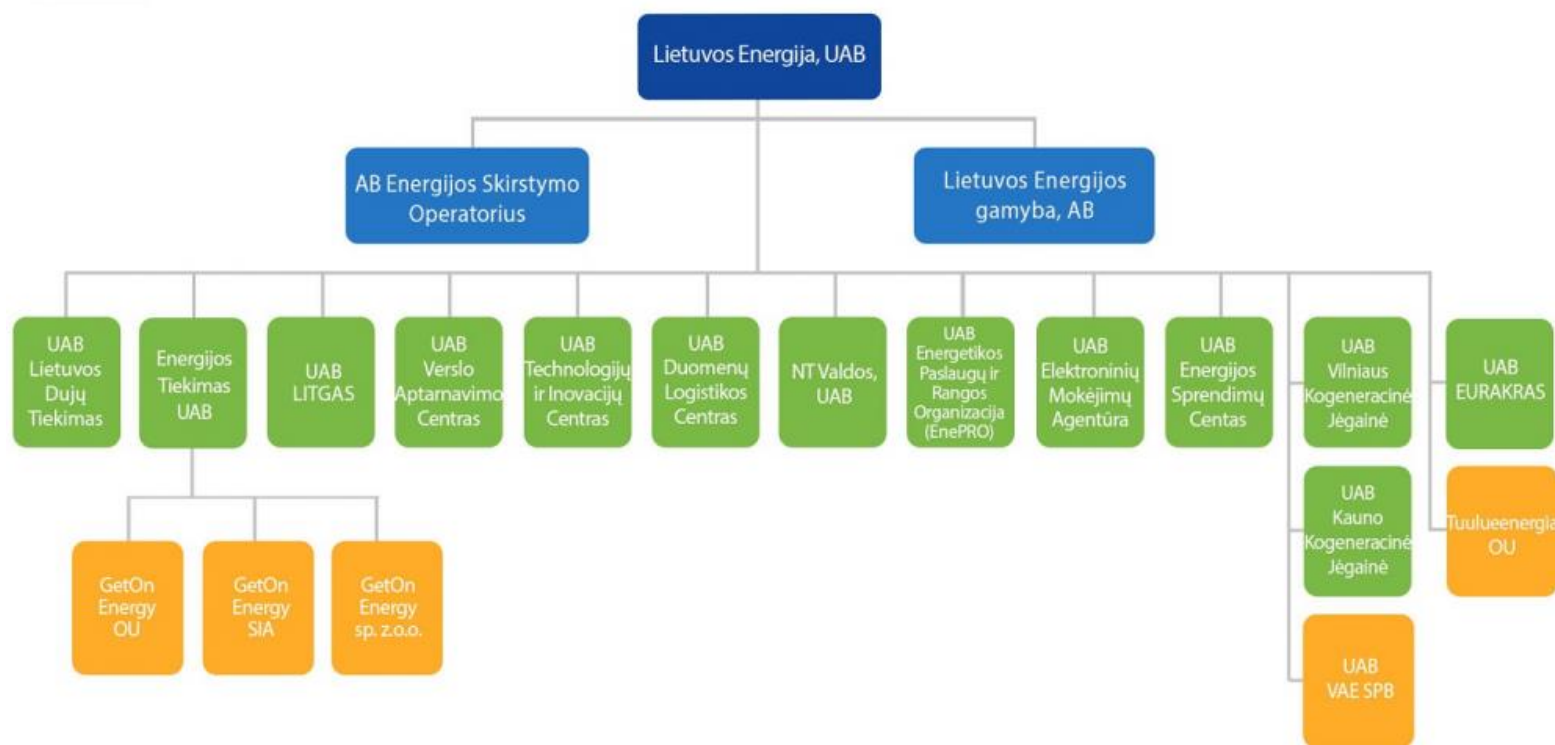 Lietuvos Energija, UAB
AB Energijos Skirstymo
Operatorius
Lietuvos Energijos
gamyba, AB
UAB
Lietuvos
Dujų
Tiekimas
Energijos
Tiekimas
UAB
UAB
LITGAS
UAB
Verslo
Aptarnavimo
Centras
UAB
Technologijų
ir Inovacijų
Centras
UAB
Duomenų
Logistikos
Centras
NT Valdos,
UAB
UAB
Energetikos
Paslaugų ir
Rangos
Organizacija
(EnePRO)
UAB
Elektroninių
Mokėjimų
Agentūra
UAB
Energijos
Sprendimų
Centas
UAB
Vilniaus
Kogeneracinė
Jėgainė
UAB
EURAKRAS
UAB
Kauno
Kogeneracinė
Jėgainė
Tuulueenergia
OU
GetOn
Energy
OU
GetOn
Energy
SIA
GetOn
Energy
sp. z.o.o.
UAB
VAE SPB